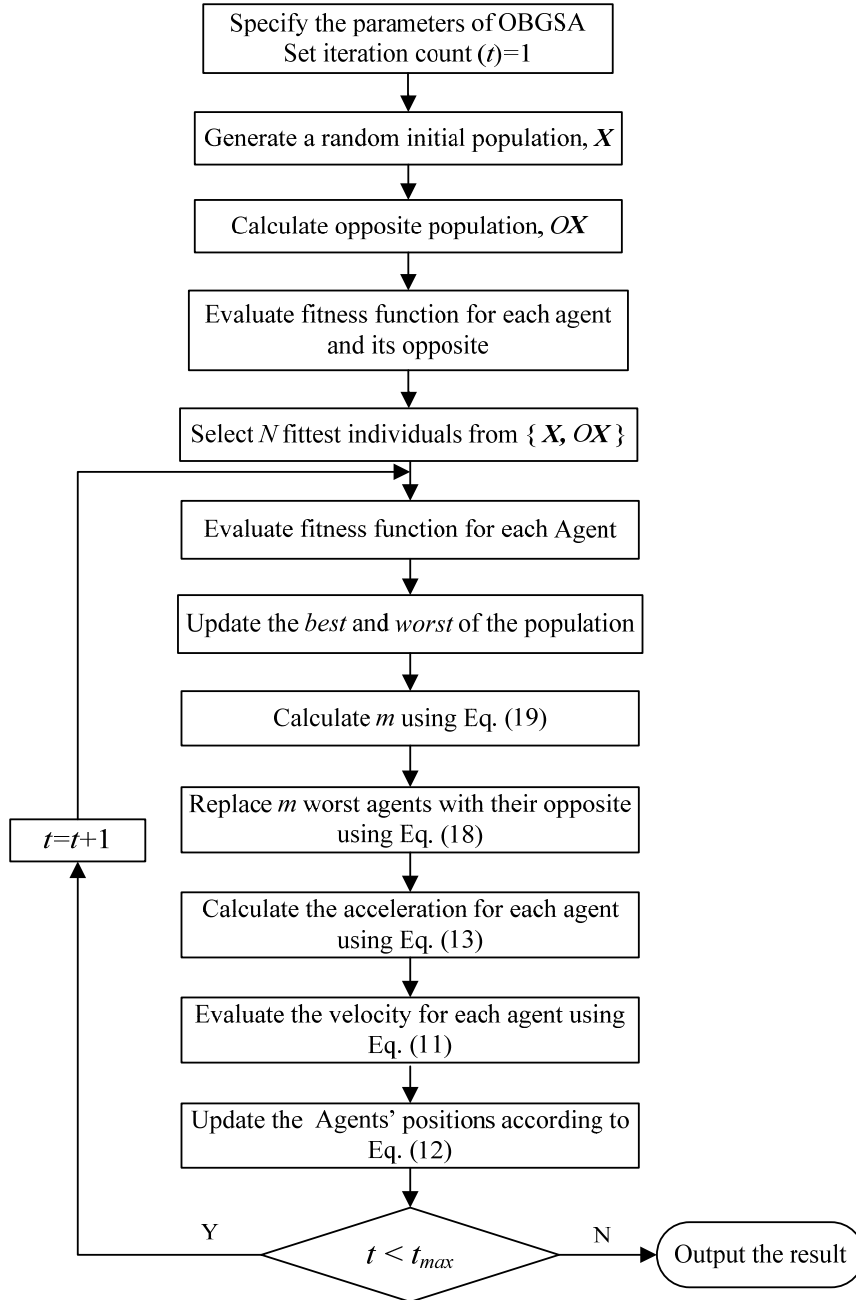 Specify the parameters of OBGSA
Set iteration count (t)=1
Generate a random initial population, X
Calculate opposite population, OX
Evaluate fitness function for each agent
and its opposite
Select N fittest individuals from { X, OX }
Evaluate fitness function for each Agent
Update the best and worst of the population
Calculate m using Eq. (19)
Replace m worst agents with their opposite
using Eq. (18)
t=t+1
Calculate the acceleration for each agent
using Eq. (13)
Evaluate the velocity for each agent using
Eq. (11)
Update the Agents’ positions according to
Eq. (12)
Y
t < tmax
N
Output the result